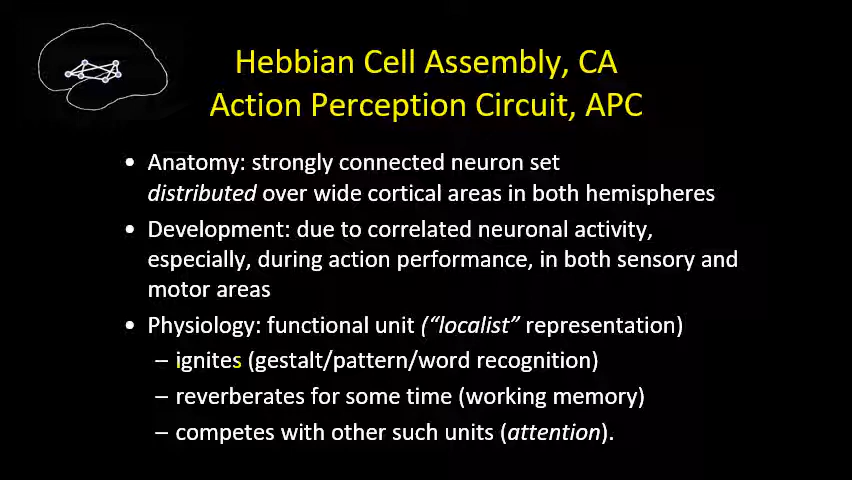 Hebbian Cell Assembly, CA
Action Perception Circuit, APC
• Anatomy: strongly connected neuron set
distributed over wide cortical areas in both hemispheres
• Development: due to correlated neuronal activity,
especially, during action performance, in both sensory and
motor areas
• Physiology: functional unit (“localist” representation)
– ignites (gestalt/pattern/word recognition)
– reverberates for some time (working memory)
– competes with other such units (attention).